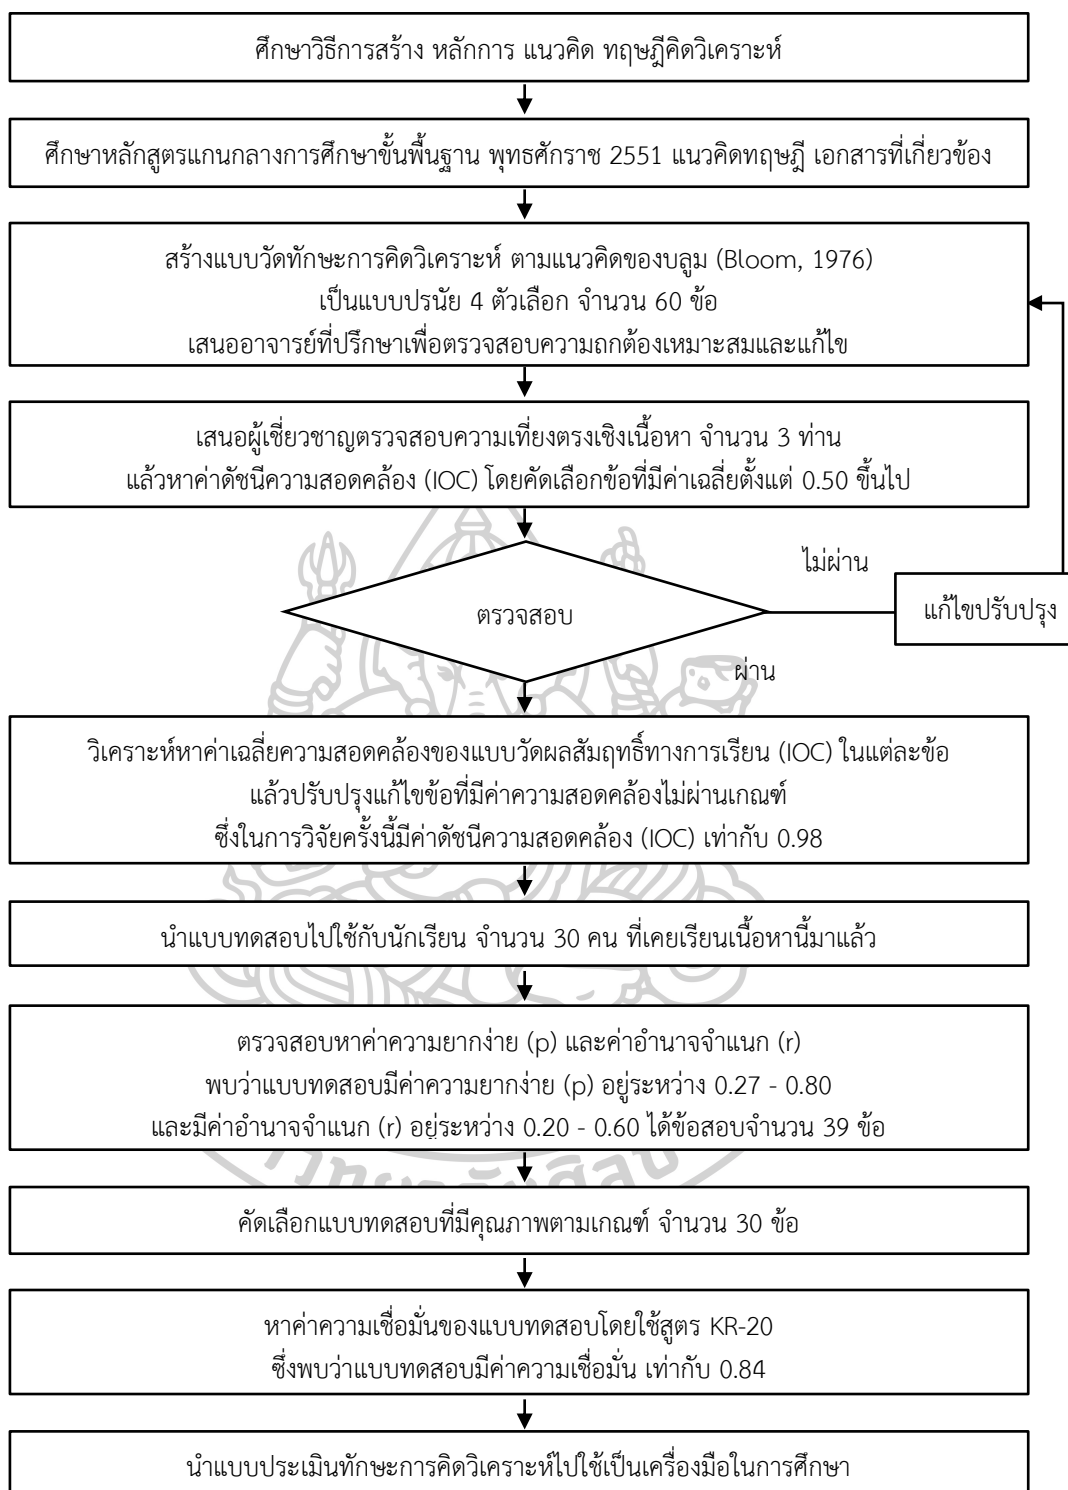 ศึกษาวิธีการสร้าง หลักการ แนวคิด ทฤษฎีคิดวิเคราะห์
ศึกษาหลักสูตรแกนกลางการศึกษาขั้นพื้นฐาน พุทธศักราช 2551 แนวคิดทฤษฎี เอกสารที่เกี่ยวข้อง
สร้างแบบวัดทักษะการคิดวิเคราะห์ ตามแนวคิดของบลูม (Bloom, 1976)
เป็นแบบปรนัย 4 ตัวเลือก จำนวน 60 ข้อ
เสนออาจารย์ที่ปรึกษาเพื่อตรวจสอบความถูกต้องเหมาะสมและแก้ไข
เสนอผู้เชี่ยวชาญตรวจสอบความเที่ยงตรงเชิงเนื้อหา จำนวน 3 ท่าน
แล้วหาค่าดัชนีความสอดคล้อง (IOC) โดยคัดเลือกข้อที่มีค่าเฉลี่ยตั้งแต่ 0.50 ขึ้นไป
ไม่ผ่าน
ตรวจสอบ
แก้ไขปรับปรุง
ผ่าน
วิเคราะห์หาค่าเฉลี่ยความสอดคล้องของแบบวัดผลสัมฤทธิ์ทางการเรียน (IOC) ในแต่ละข้อ
แล้วปรับปรุงแก้ไขข้อที่มีค่าความสอดคล้องไม่ผ่านเกณฑ์
ซึ่งในการวิจัยครั้งนี้มีค่าดัชนีความสอดคล้อง (IOC) เท่ากับ 0.98
นำแบบทดสอบไปใช้กับนักเรียน จำนวน 30 คน ที่เคยเรียนเนื้อหานี้มาแล้ว
ตรวจสอบหาค่าความยากง่าย (p) และค่าอำนาจจำแนก (r)
พบว่าแบบทดสอบมีค่าความยากง่าย (p) อยู่ระหว่าง 0.27 - 0.80
และมีค่าอำนาจจำแนก (r) อยู่ระหว่าง 0.20 - 0.60 ได้ข้อสอบจำนวน 39 ข้อ
คัดเลือกแบบทดสอบที่มีคุณภาพตามเกณฑ์ จำนวน 30 ข้อ
หาค่าความเชื่อมั่นของแบบทดสอบโดยใช้สูตร KR-20
ซึ่งพบว่าแบบทดสอบมีค่าความเชื่อมั่น เท่ากับ 0.84
นำแบบประเมินทักษะการคิดวิเคราะห์ไปใช้เป็นเครื่องมือในการศึกษา